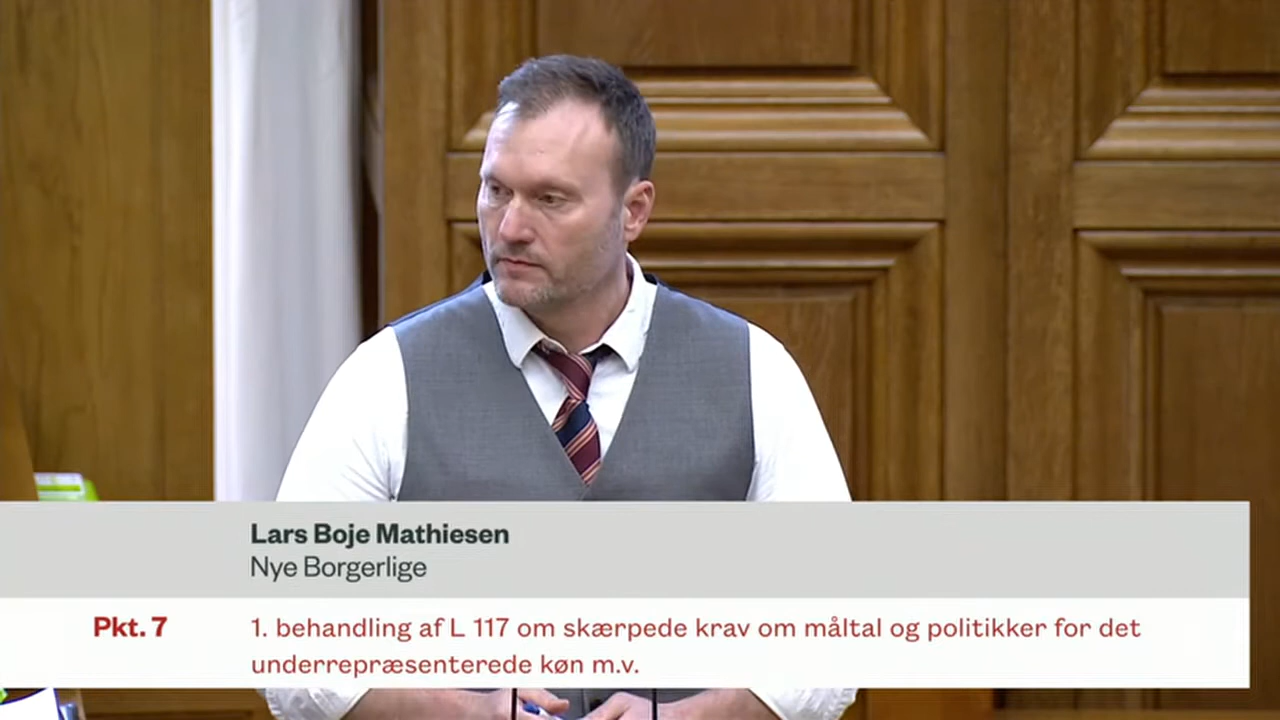 Lars Boje Mathiesen
Nye Borgerlige
Pkt. 7
1. behandling af L 117 om skærpede krav om måltal og politikker for det
underrepræsenterede køn m.v.